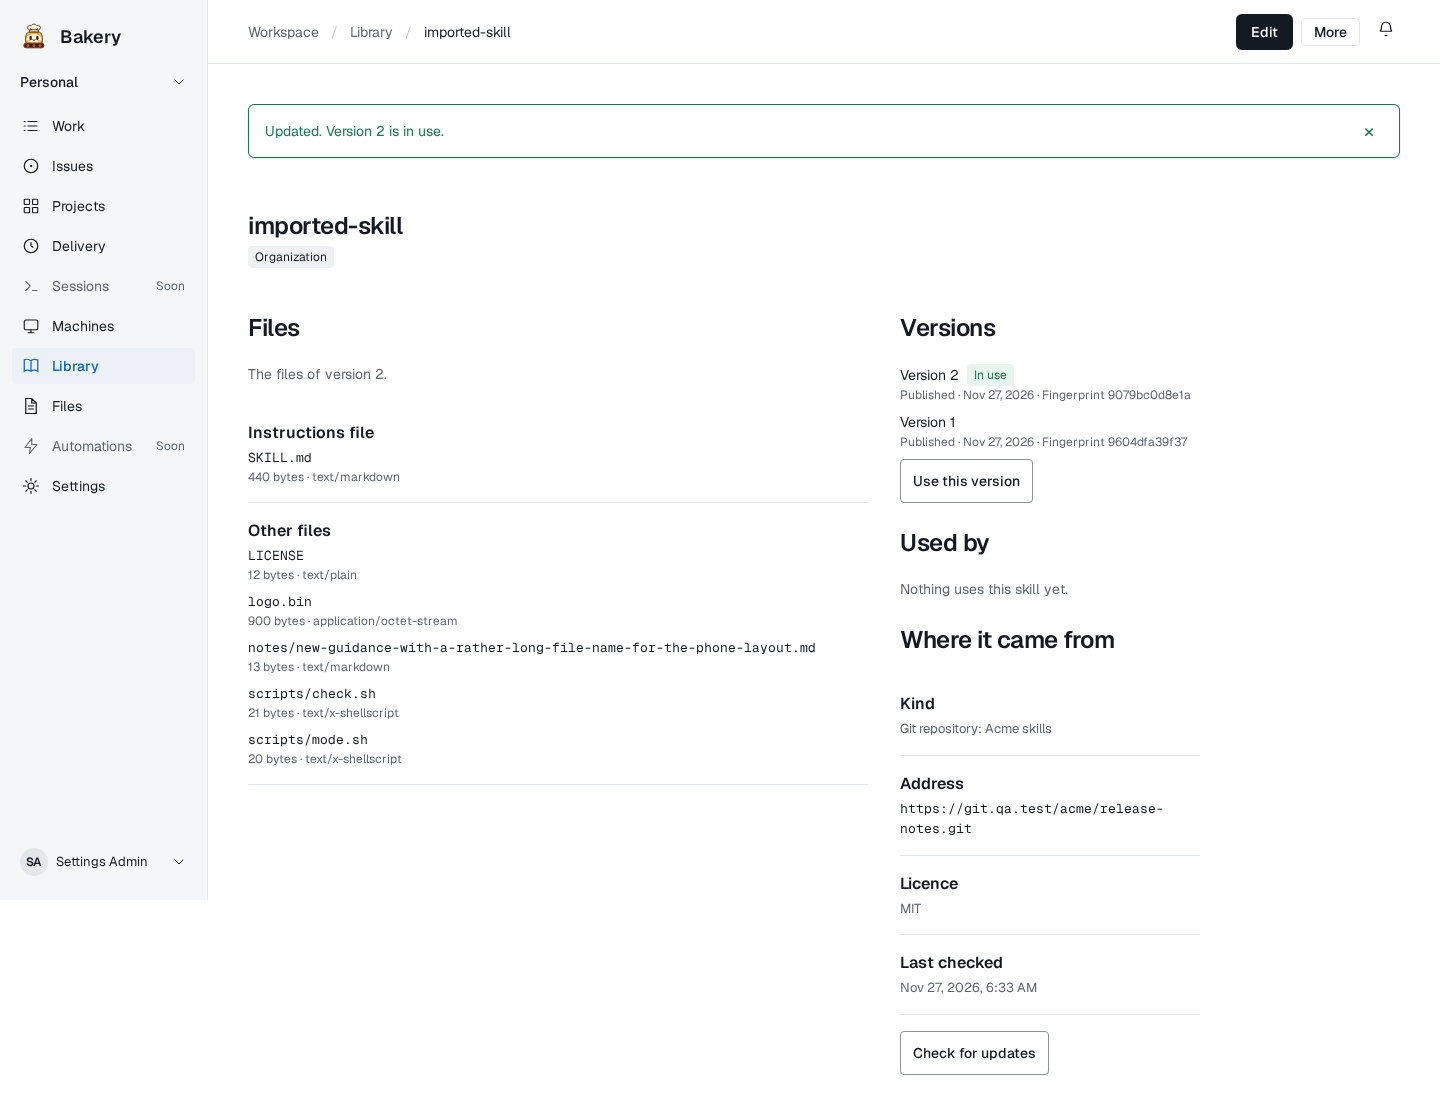 Bakery
Personal
Work
Issues
Projects
Delivery
Sessions Soon
Machines
Library
Files
Automations Soon
Settings
SA Settings Admin
Workspace / Library / imported-skill
Edit More
Updated. Version 2 is in use.
imported-skill
Organization
Files
The files of version 2.
Instructions file
SKILL.md
440 bytes · text/markdown
Other files
LICENSE
12 bytes · text/plain
logo.bin
900 bytes · application/octet-stream
notes/new-guidance-with-a-rather-long-file-name-for-the-phone-layout.md
13 bytes · text/markdown
scripts/check.sh
21 bytes · text/x-shellscript
scripts/mode.sh
20 bytes · text/x-shellscript
Versions
Version 2 In use
Published · Nov 27, 2026 · Fingerprint 9079bc0d8e1a
Version 1
Published · Nov 27, 2026 · Fingerprint 9604dfa39f37
Use this version
Used by
Nothing uses this skill yet.
Where it came from
Kind
Git repository: Acme skills
Address
https://git.qa.test/acme/release-
notes.git
Licence
MIT
Last checked
Nov 27, 2026, 6:33 AM
Check for updates